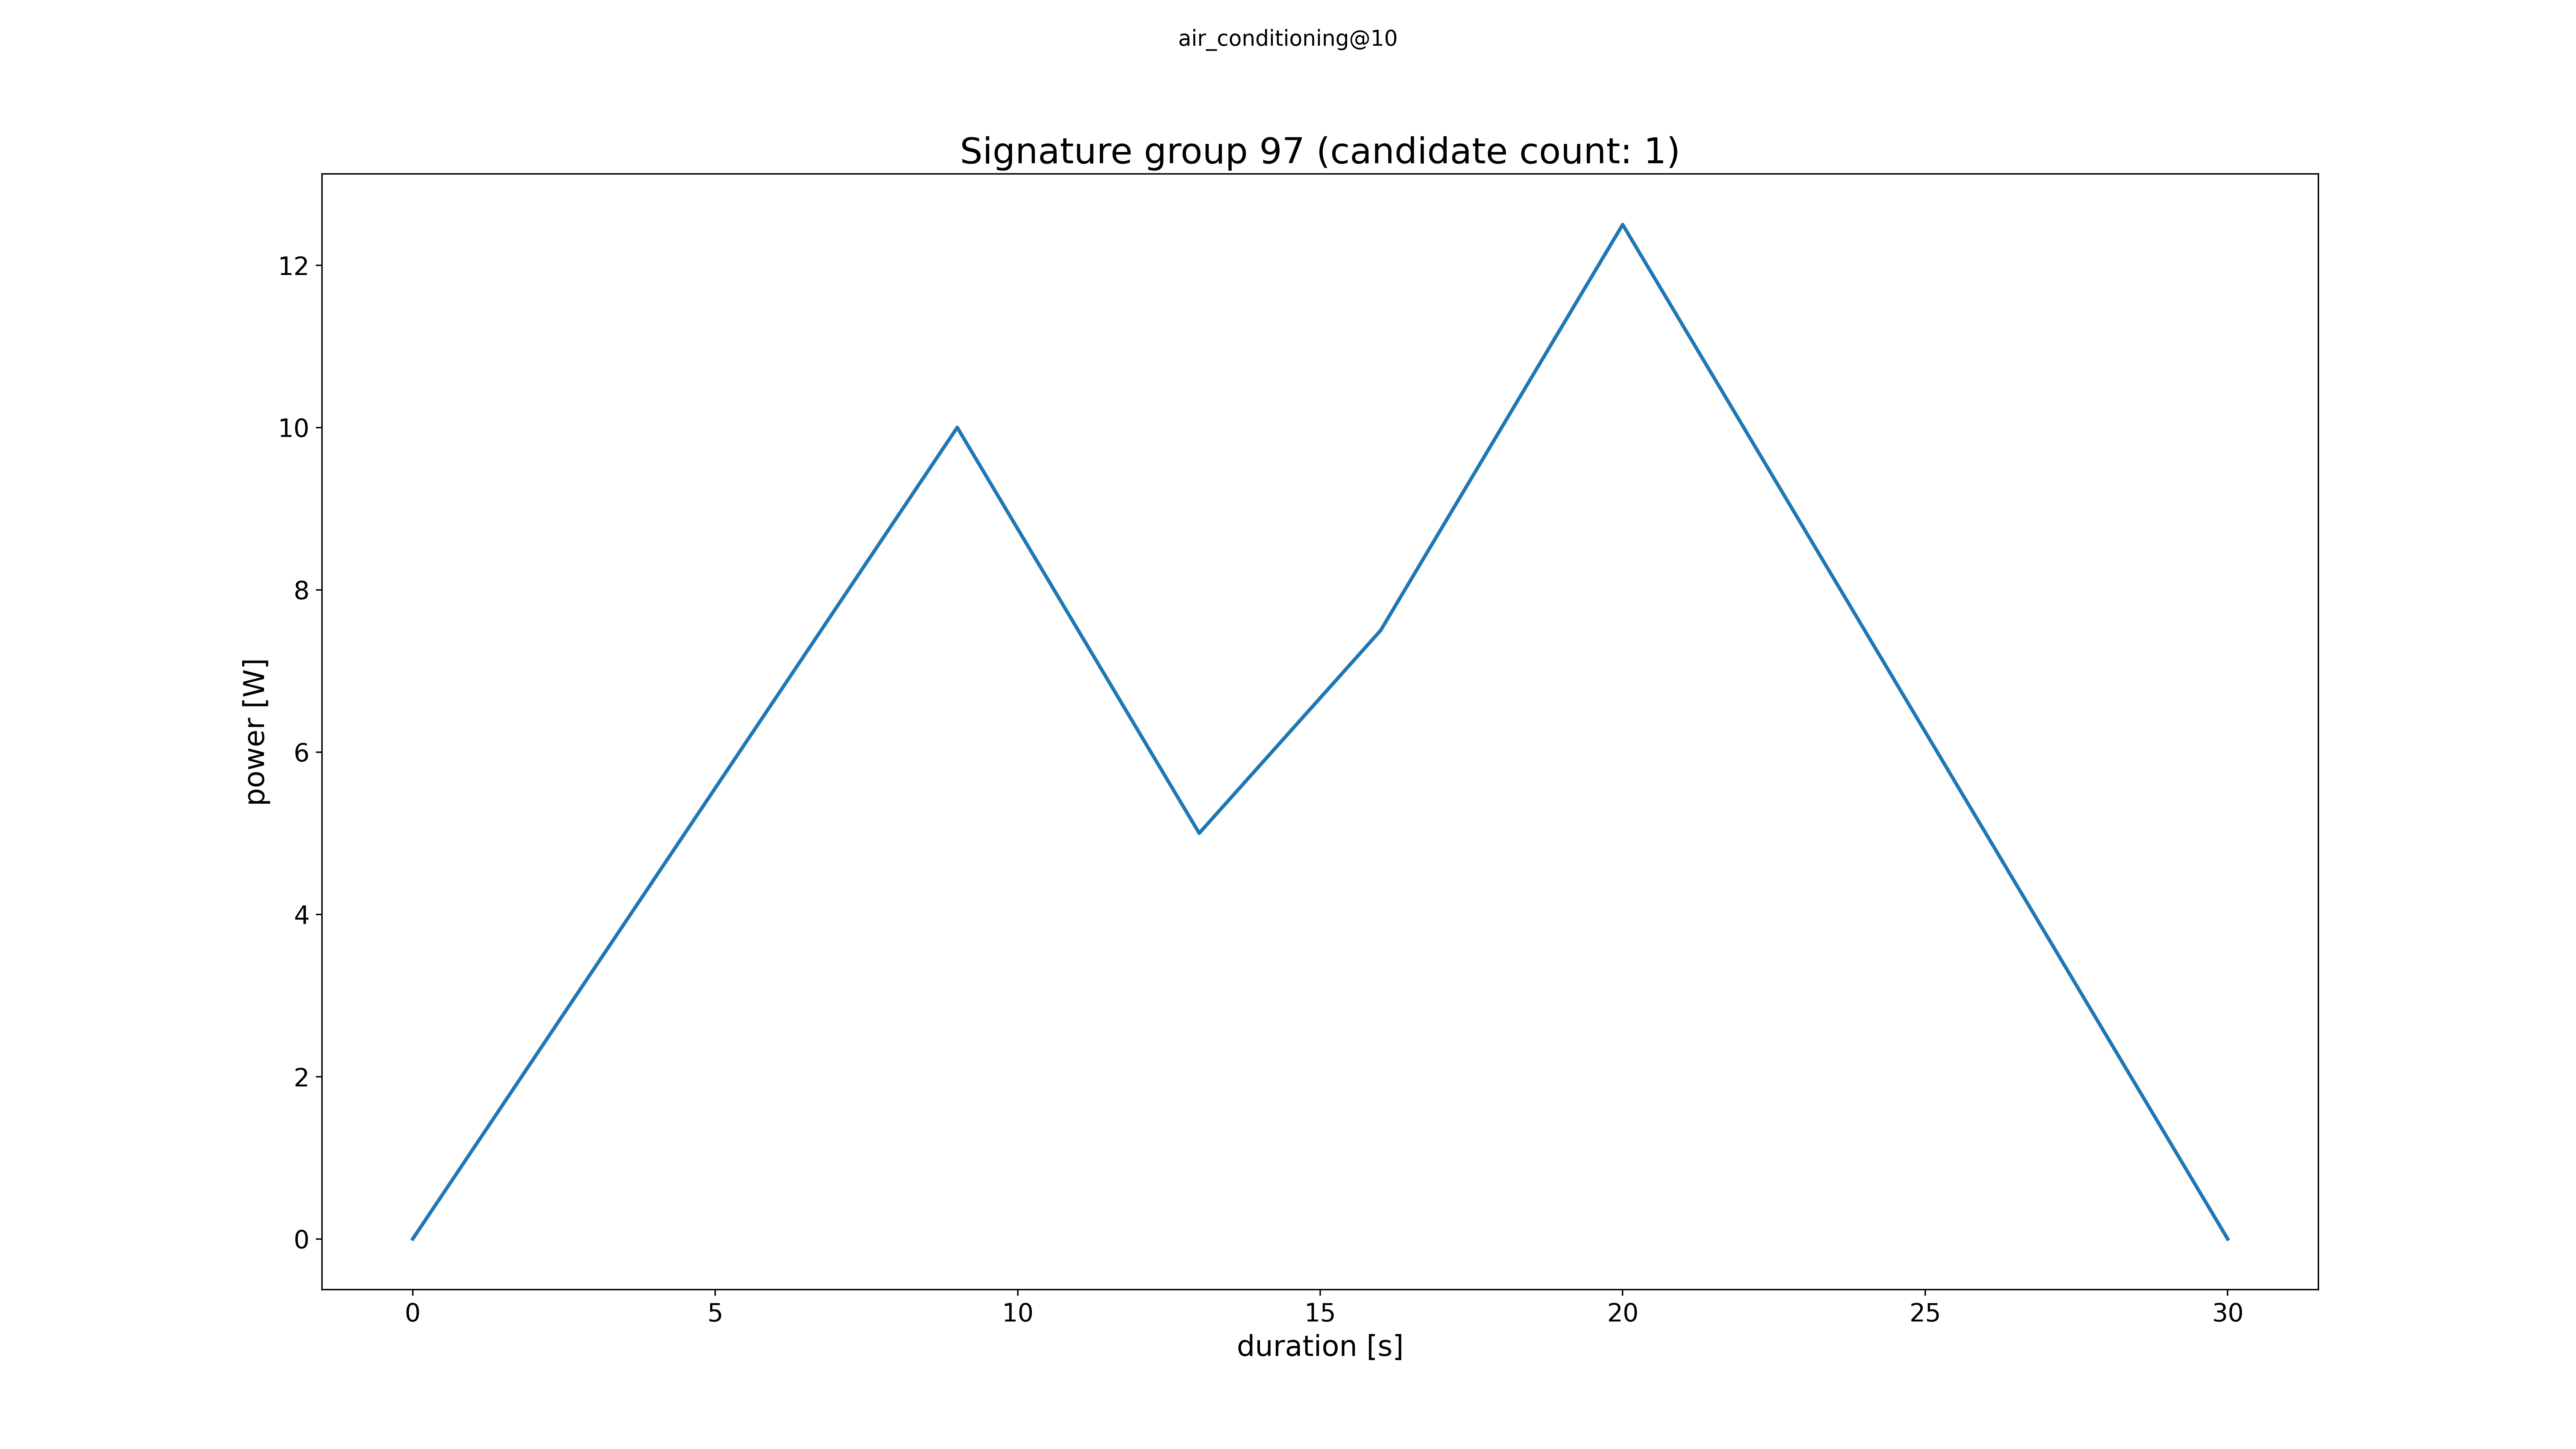 air_conditioning@10
Signature group 97 (candidate count: 1)
12
10
8
6
4
2
0
power [W]
0 5 10 15 20 25 30
duration [s]